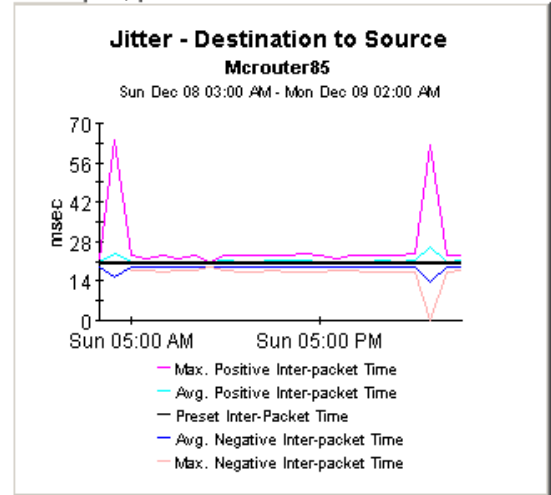 Jitter - Destination to Source
Mcrouter85
Sun Dec 08 03:00 AM - Mon Dec 09 02:00 AM
70
56
42
28
14
0
msec
Sun 05:00 AM Sun 05:00 PM
Max. Positive Inter-packet Time
Avg. Positive Inter-packet Time
Preset Inter-Packet Time
Avg. Negative Inter-packet Time
Max. Negative Inter-packet Time